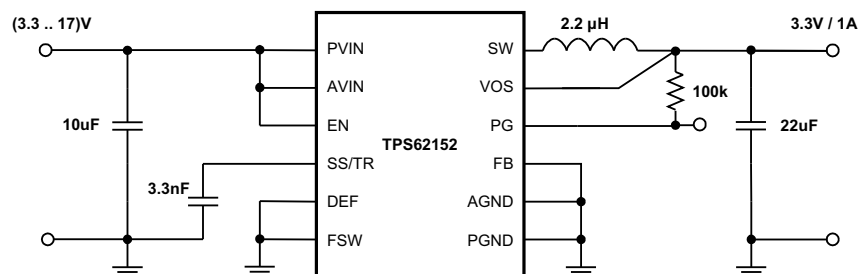 (3.3 .. 17)V
2.2 µH
3.3V / 1A
PVIN
SW
AVIN
VOS
100k
10uF
EN
PG
22uF
TPS62152
SS/TR
FB
3.3nF
DEF
AGND
FSW
PGND